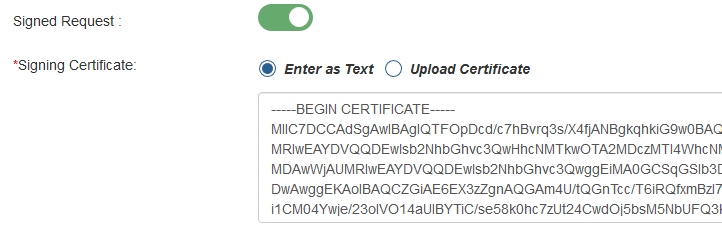 Signed Request :
*Signing Certificate:
Enter as Text Upload Certificate
-----BEGIN CERTIFICATE-----
MIIC7DCCAdSgAwIBAgIQTFOpDcd/c7hBvrq3s/X4fjANBgkqhkiG9w0BAQ
MRIwEAYDVQQDEwlsb2NhbGhvc3QwHhcNMTkwOTA2MDczMTI4WhcNM
MDAwWjAUMRIwEAYDVQQDEwlsb2NhbGhvc3QwggEiMA0GCSqGSIb3D
DwAwggEKAoIBAQCZGiAE6EX3zZgnAQGAm4U/tQGnTcc/T6iRQfxmBzl7
i1CM04Ywje/23olVO14aUlBYTiC/se58k0hc7zUt24CwdOj5bsM5NbUFQ3